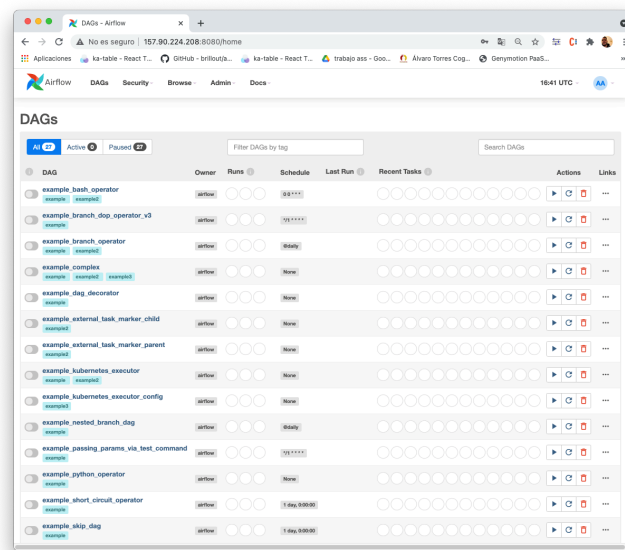 DAGs - Airflow
No es seguro | 157.90.224.208:8080/home
Aplicaciones ka-table - React T... GitHub - brillout/a... ka-table - React T... trabajo ass - Goo... Álvaro Torres Cog... Genymotion PaaS...
Airflow DAGs Security Browse Admin Docs 16:41 UTC AA
DAGs
All 27 Active 0 Paused 27 Filter DAGs by tag Search DAGs
DAG Owner Runs Schedule Last Run Recent Tasks Actions Links
example_bash_operator airflow 0 0 * * *
example example2
example_branch_dop_operator_v3 airflow */1 * * * *
example
example_branch_operator airflow @daily
example example2
example_complex airflow None
example example2 example3
example_dag_decorator airflow None
example
example_external_task_marker_child airflow None
example2
example_external_task_marker_parent airflow None
example2
example_kubernetes_executor airflow None
example example2
example_kubernetes_executor_config airflow None
example3
example_nested_branch_dag airflow @daily
example
example_passing_params_via_test_command airflow */1 * * * *
example
example_python_operator airflow None
example
example_short_circuit_operator airflow 1 day, 0:00:00
example
example_skip_dag airflow 1 day, 0:00:00
example